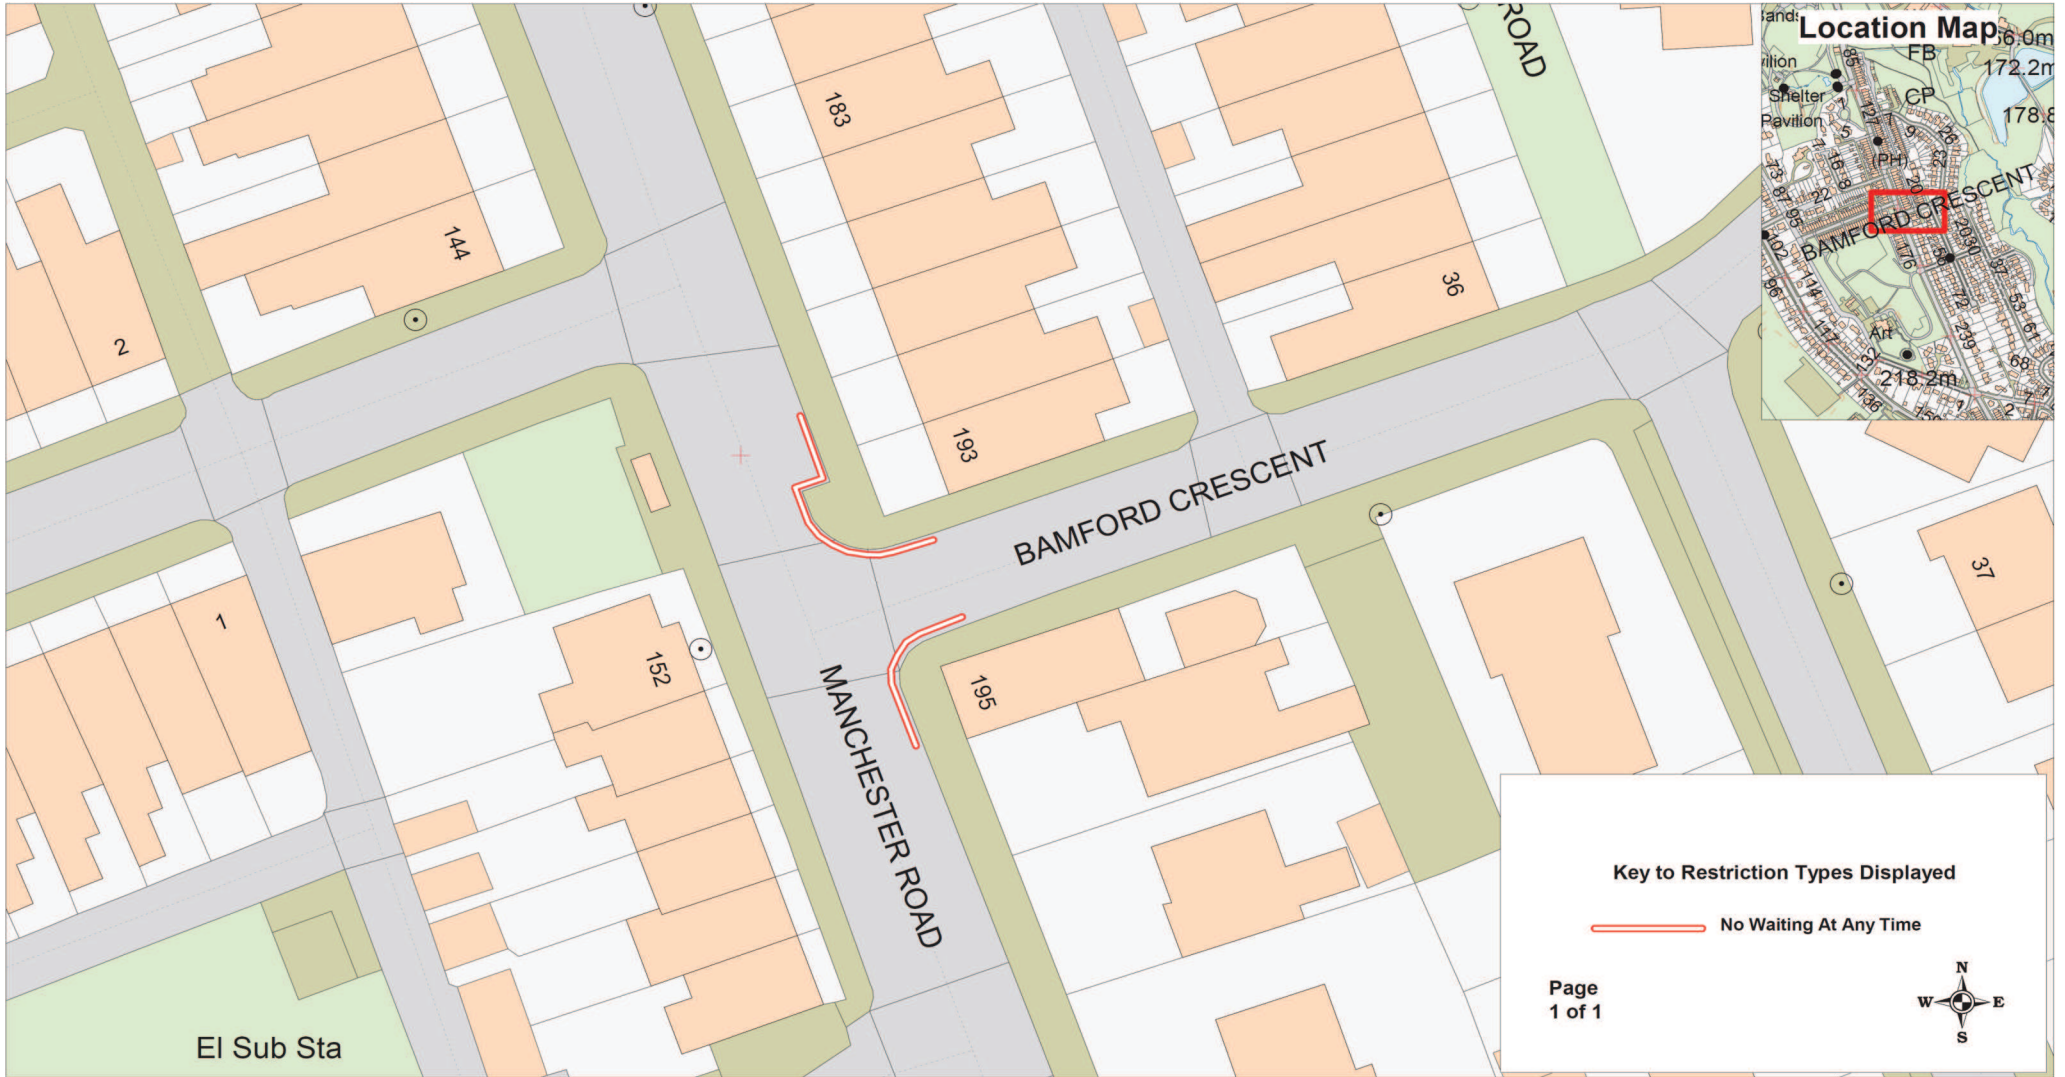 ROAD
183
144
36
2
193
BAMFORD CRESCENT
1
152
195
37
MANCHESTER ROAD
El Sub Sta
Location Map
FB
172.2m
Shelter
CP
Pavilion
178.8
(PH)
BAMFORD CRESCENT
Art
218.2m
Key to Restriction Types Displayed
No Waiting At Any Time
Page
1 of 1
N
W E
S